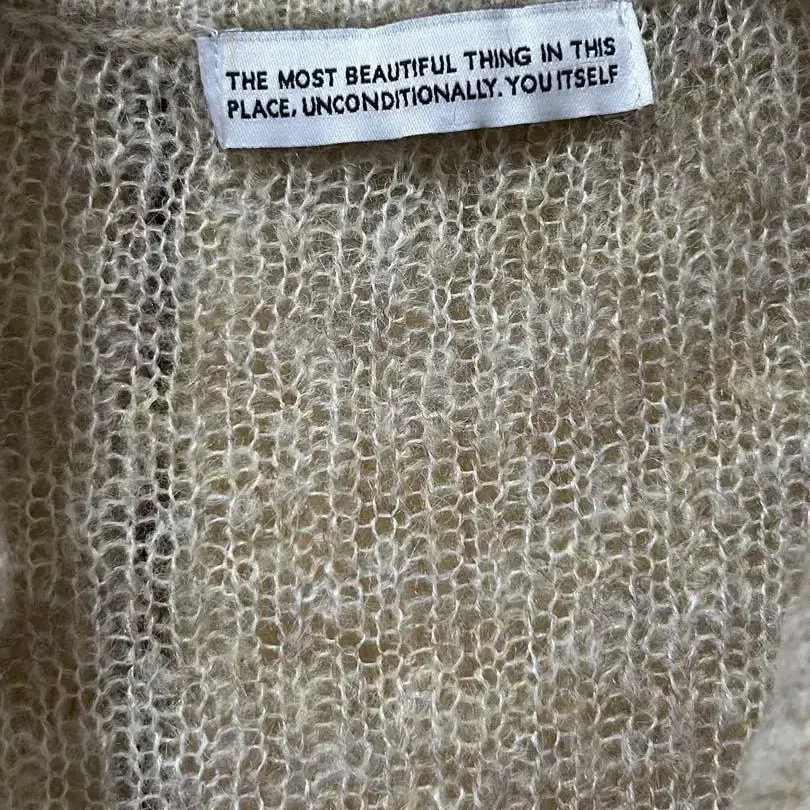 THE MOST BEAUTIFUL THING IN THIS
PLACE, UNCONDITIONALLY. YOU ITSELF